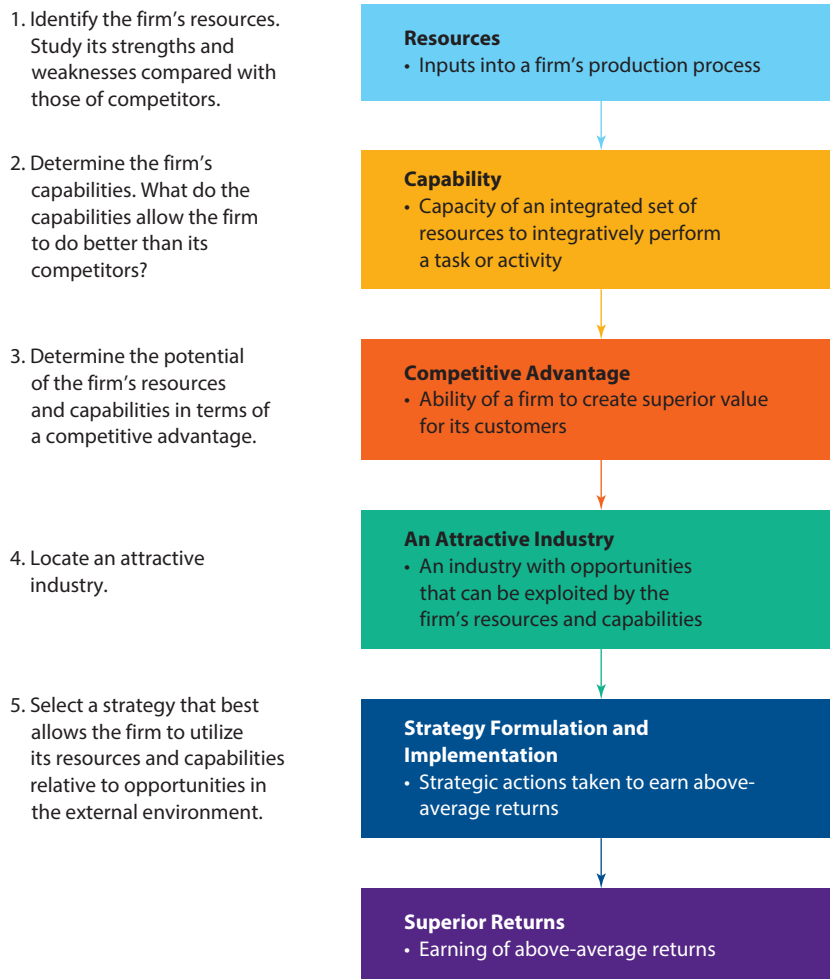 1. Identify the firm’s resources.
Study its strengths and
weaknesses compared with
those of competitors.
Resources
• Inputs into a firm’s production process
2. Determine the firm’s
capabilities. What do the
capabilities allow the firm
to do better than its
competitors?
Capability
• Capacity of an integrated set of
resources to integratively perform
a task or activity
3. Determine the potential
of the firm’s resources
and capabilities in terms of
a competitive advantage.
Competitive Advantage
• Ability of a firm to create superior value
for its customers
4. Locate an attractive
industry.
An Attractive Industry
• An industry with opportunities
that can be exploited by the
firm’s resources and capabilities
5. Select a strategy that best
allows the firm to utilize
its resources and capabilities
relative to opportunities in
the external environment.
Strategy Formulation and
Implementation
• Strategic actions taken to earn above-
average returns
Superior Returns
• Earning of above-average returns